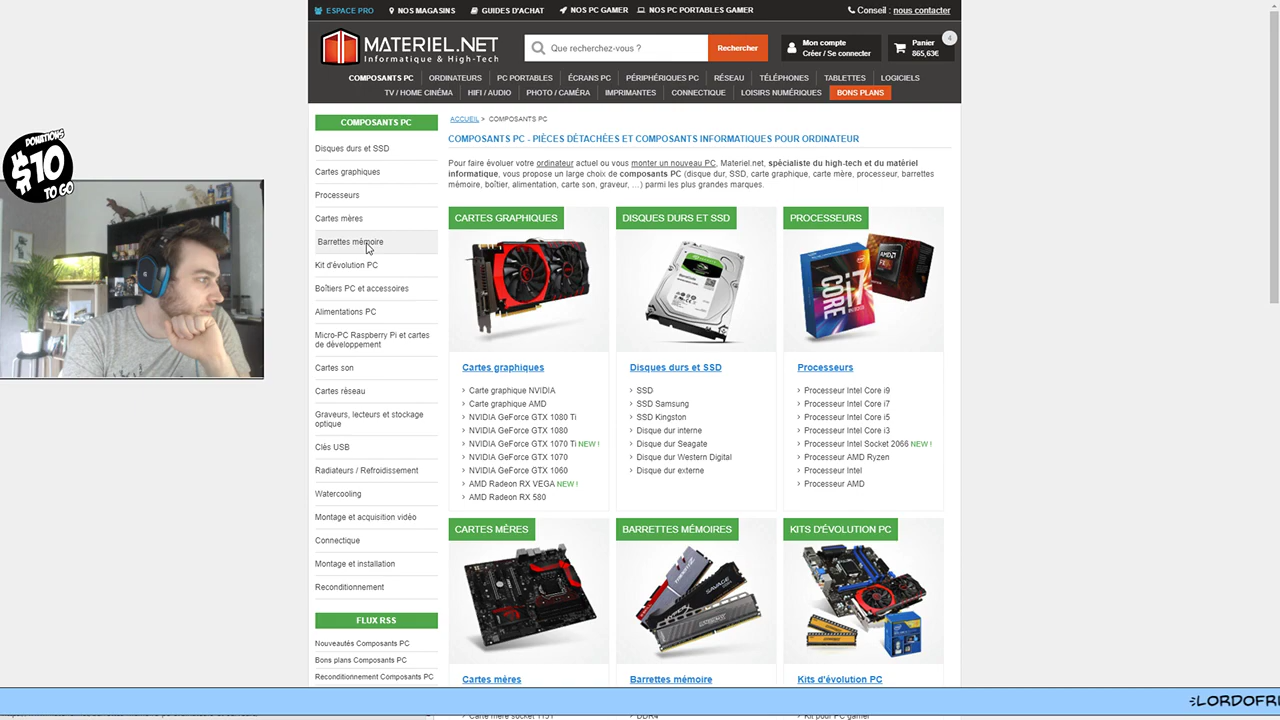 ESPACE PRO NOS MAGASINS GUIDES D'ACHAT NOS PC GAMER NOS PC PORTABLES GAMER Conseil : nous contacter
MATERIEL.NET
Informatique & High-Tech
Que recherchez-vous ?
Rechercher
Mon compte
Créer / Se connecter
Panier
865,63€
4
COMPOSANTS PC ORDINATEURS PC PORTABLES ÉCRANS PC PÉRIPHÉRIQUES PC RÉSEAU TÉLÉPHONES TABLETTES LOGICIELS
TV / HOME CINÉMA HIFI / AUDIO PHOTO / CAMÉRA IMPRIMANTES CONNECTIQUE LOISIRS NUMÉRIQUES BONS PLANS
DONATIONS
$10
TO GO
COMPOSANTS PC
Disques durs et SSD
Cartes graphiques
Processeurs
Cartes mères
Barrettes mémoire
Kit d'évolution PC
Boîtiers PC et accessoires
Alimentations PC
Micro-PC Raspberry Pi et cartes
de développement
Cartes son
Cartes réseau
Graveurs, lecteurs et stockage
optique
Clés USB
Radiateurs / Refroidissement
Watercooling
Montage et acquisition vidéo
Connectique
Montage et installation
Reconditionnement
FLUX RSS
Nouveautés Composants PC
Bons plans Composants PC
Reconditionnement Composants PC
ACCUEIL > COMPOSANTS PC
COMPOSANTS PC - PIÈCES DÉTACHÉES ET COMPOSANTS INFORMATIQUES POUR ORDINATEUR
Pour faire évoluer votre ordinateur actuel ou vous monter un nouveau PC, Materiel.net, spécialiste du high-tech et du matériel
informatique, vous propose un large choix de composants PC (disque dur, SSD, carte graphique, carte mère, processeur, barrettes
mémoire, boîtier, alimentation, carte son, graveur, ...) parmi les plus grandes marques.
CARTES GRAPHIQUES
Cartes graphiques
Carte graphique NVIDIA
Carte graphique AMD
NVIDIA GeForce GTX 1080 Ti
NVIDIA GeForce GTX 1080
NVIDIA GeForce GTX 1070 Ti NEW !
NVIDIA GeForce GTX 1070
NVIDIA GeForce GTX 1060
AMD Radeon RX VEGA NEW !
AMD Radeon RX 580
DISQUES DURS ET SSD
Disques durs et SSD
SSD
SSD Samsung
SSD Kingston
Disque dur interne
Disque dur Seagate
Disque dur Western Digital
Disque dur externe
PROCESSEURS
CORE i7
AMD
FX
Processeurs
Processeur Intel Core i9
Processeur Intel Core i7
Processeur Intel Core i5
Processeur Intel Core i3
Processeur Intel Socket 2066 NEW !
Processeur AMD Ryzen
Processeur Intel
Processeur AMD
CARTES MÈRES
Cartes mères
Carte mère socket 1151
BARRETTES MÉMOIRES
Barrettes mémoire
DDR4
KITS D'ÉVOLUTION PC
Kits d'évolution PC
Kit pour PC gamer
LORDOFRE